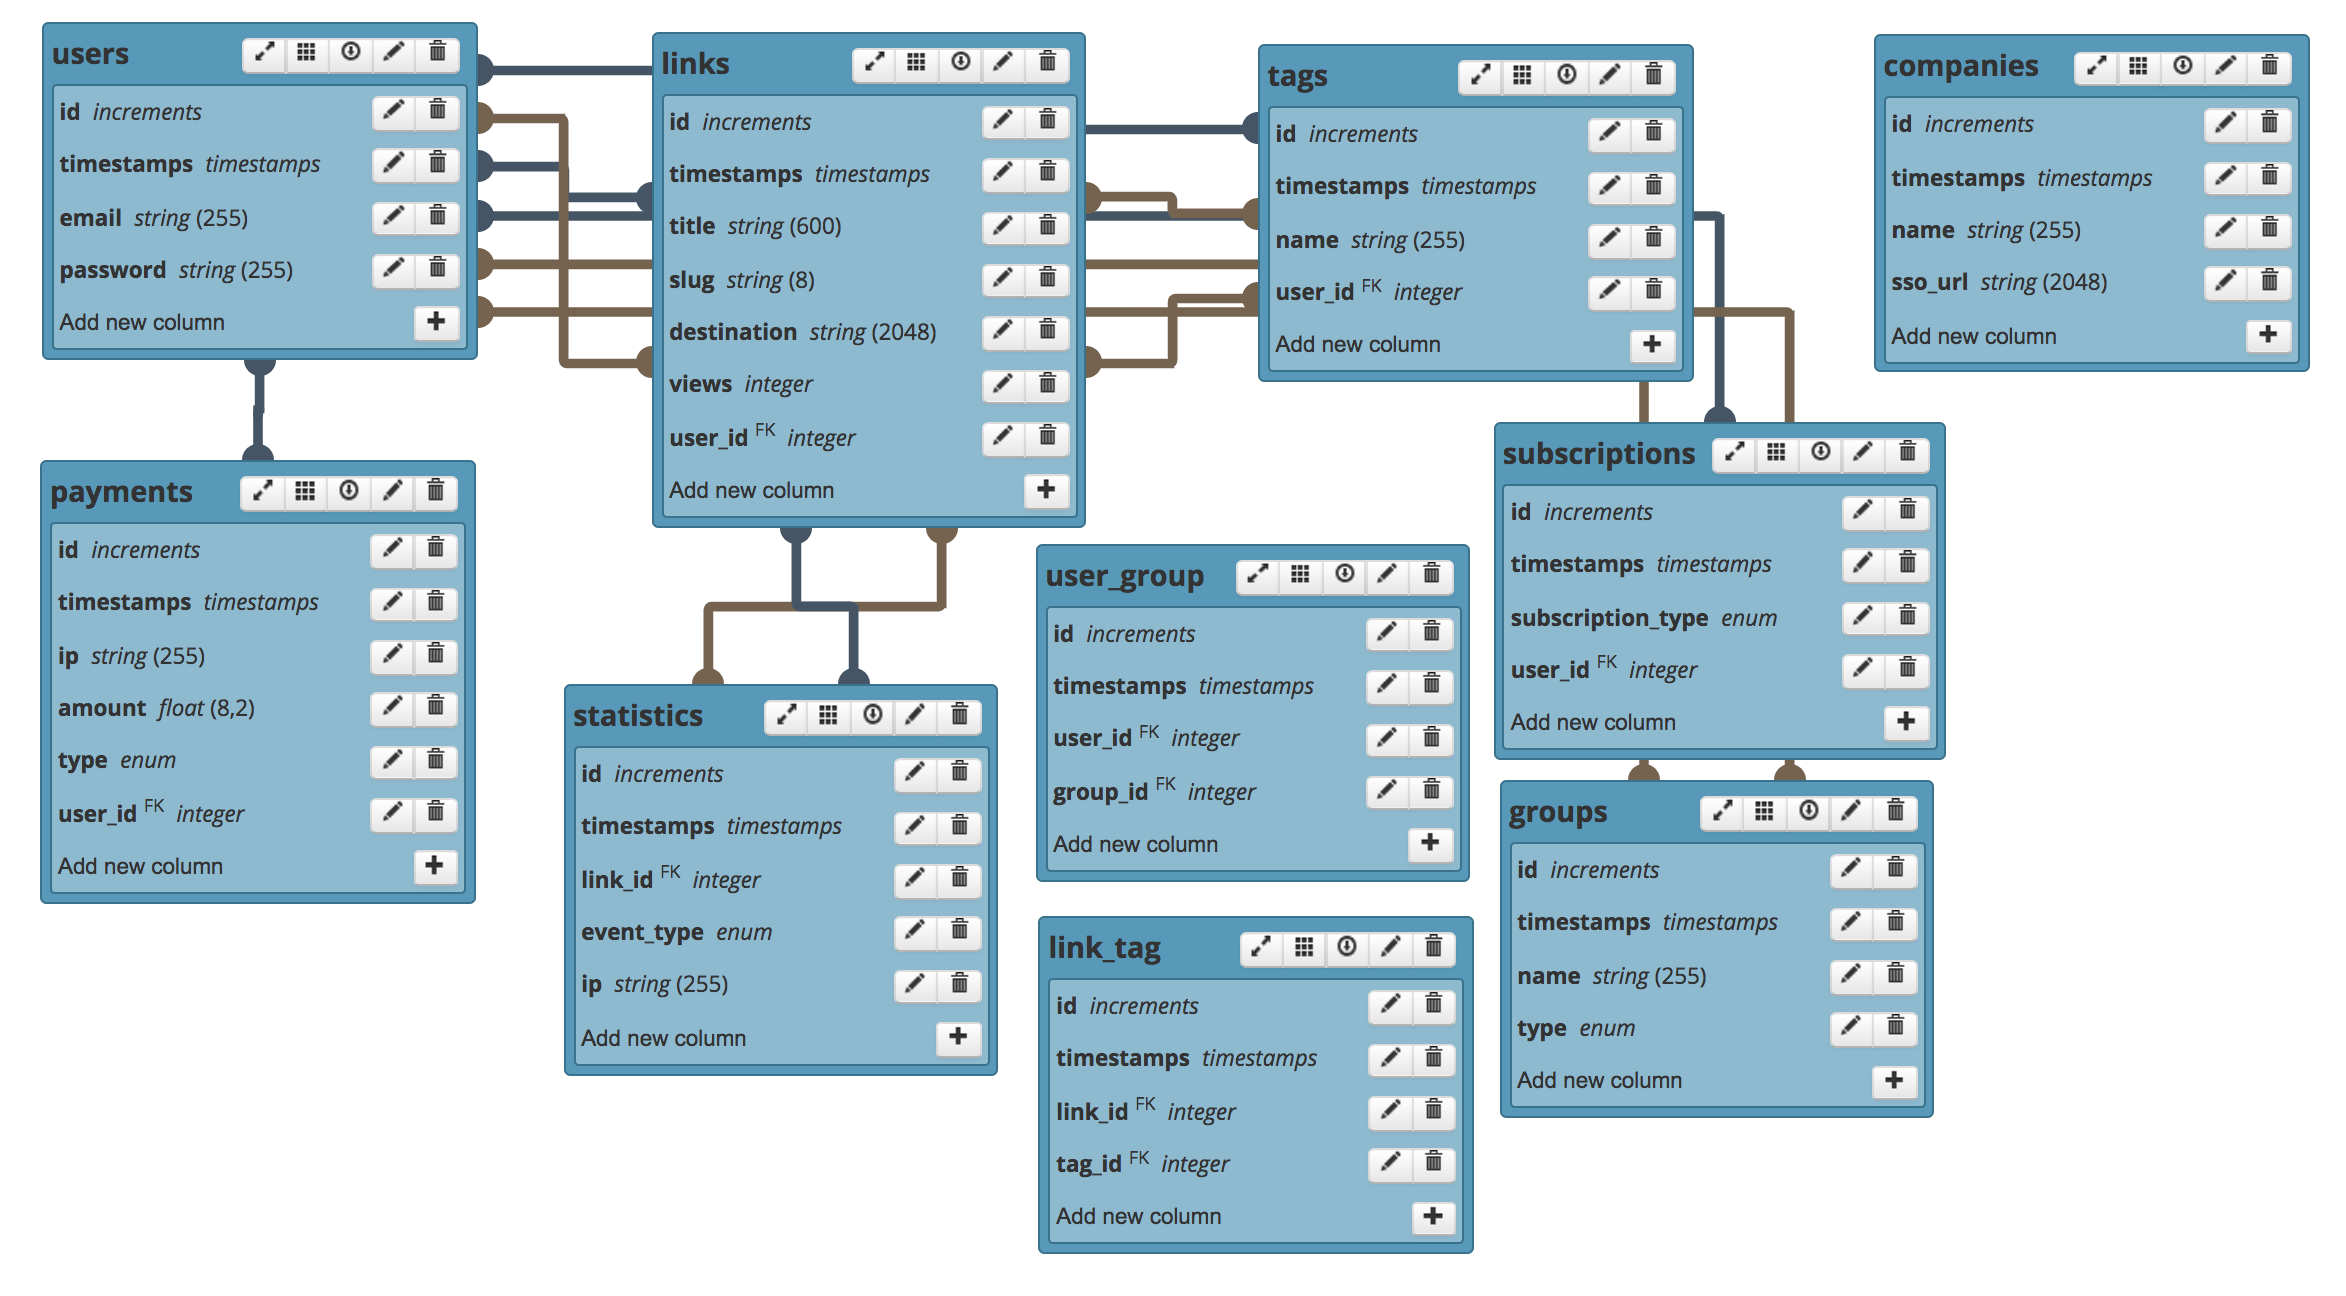 users
id increments
timestamps timestamps
email string (255)
password string (255)
Add new column
links
id increments
timestamps timestamps
title string (600)
slug string (8)
destination string (2048)
views integer
user_id FK integer
Add new column
tags
id increments
timestamps timestamps
name string (255)
user_id FK integer
Add new column
companies
id increments
timestamps timestamps
name string (255)
sso_url string (2048)
Add new column
payments
id increments
timestamps timestamps
ip string (255)
amount float (8,2)
type enum
user_id FK integer
Add new column
statistics
id increments
timestamps timestamps
link_id FK integer
event_type enum
ip string (255)
Add new column
user_group
id increments
timestamps timestamps
user_id FK integer
group_id FK integer
Add new column
link_tag
id increments
timestamps timestamps
link_id FK integer
tag_id FK integer
Add new column
subscriptions
id increments
timestamps timestamps
subscription_type enum
user_id FK integer
Add new column
groups
id increments
timestamps timestamps
name string (255)
type enum
Add new column